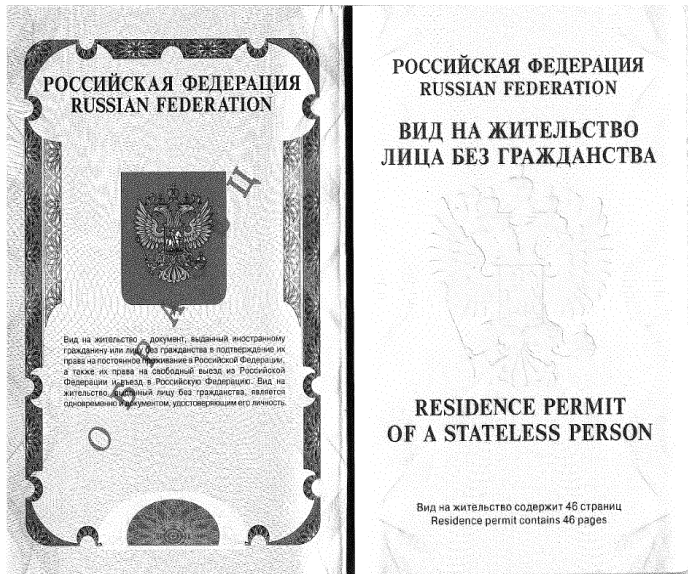 РОССИЙСКАЯ ФЕДЕРАЦИЯ
RUSSIAN FEDERATION
Вид на жительство - документ, выданный иностранному
гражданину или лицу без гражданства в подтверждение их
права на постоянное проживание в Российской Федерации,
а также их права на свободный выезд из Российской
Федерации и въезд в Российскую Федерацию. Вид на
жительство, выданный лицу без гражданства, является
одновременно и документом, удостоверяющим его личность.
ОБРАЗЕЦ
РОССИЙСКАЯ ФЕДЕРАЦИЯ
RUSSIAN FEDERATION
ВИД НА ЖИТЕЛЬСТВО
ЛИЦА БЕЗ ГРАЖДАНСТВА
RESIDENCE PERMIT
OF A STATELESS PERSON
Вид на жительство содержит 46 страниц
Residence permit contains 46 pages